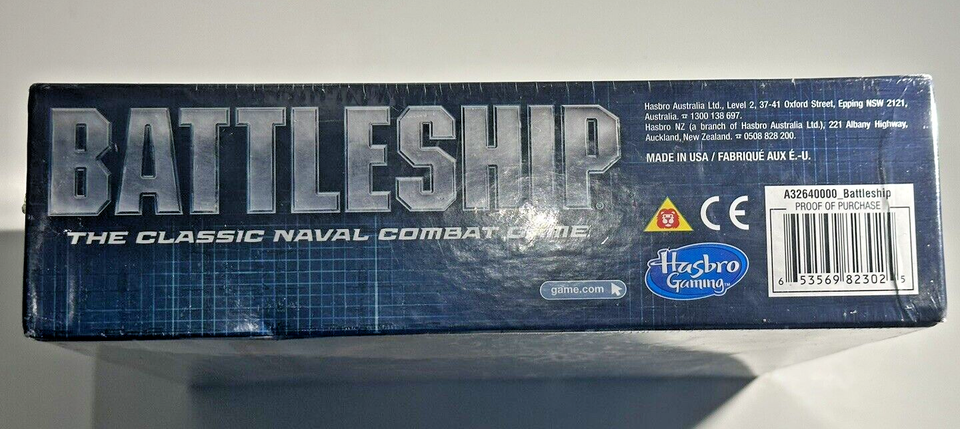 BATTLESHIP®
THE CLASSIC NAVAL COMBAT GAME
game.com
Hasbro Australia Ltd., Level 2, 37-41 Oxford Street, Epping NSW 2121,
Australia. ☎ 1300 138 697.
Hasbro NZ (a branch of Hasbro Australia Ltd.), 221 Albany Highway,
Auckland, New Zealand. ☎ 0508 828 200.
MADE IN USA / FABRIQUÉ AUX É.-U.
CE
Hasbro
Gaming™
A32640000_Battleship
PROOF OF PURCHASE
6 53569 82302 5